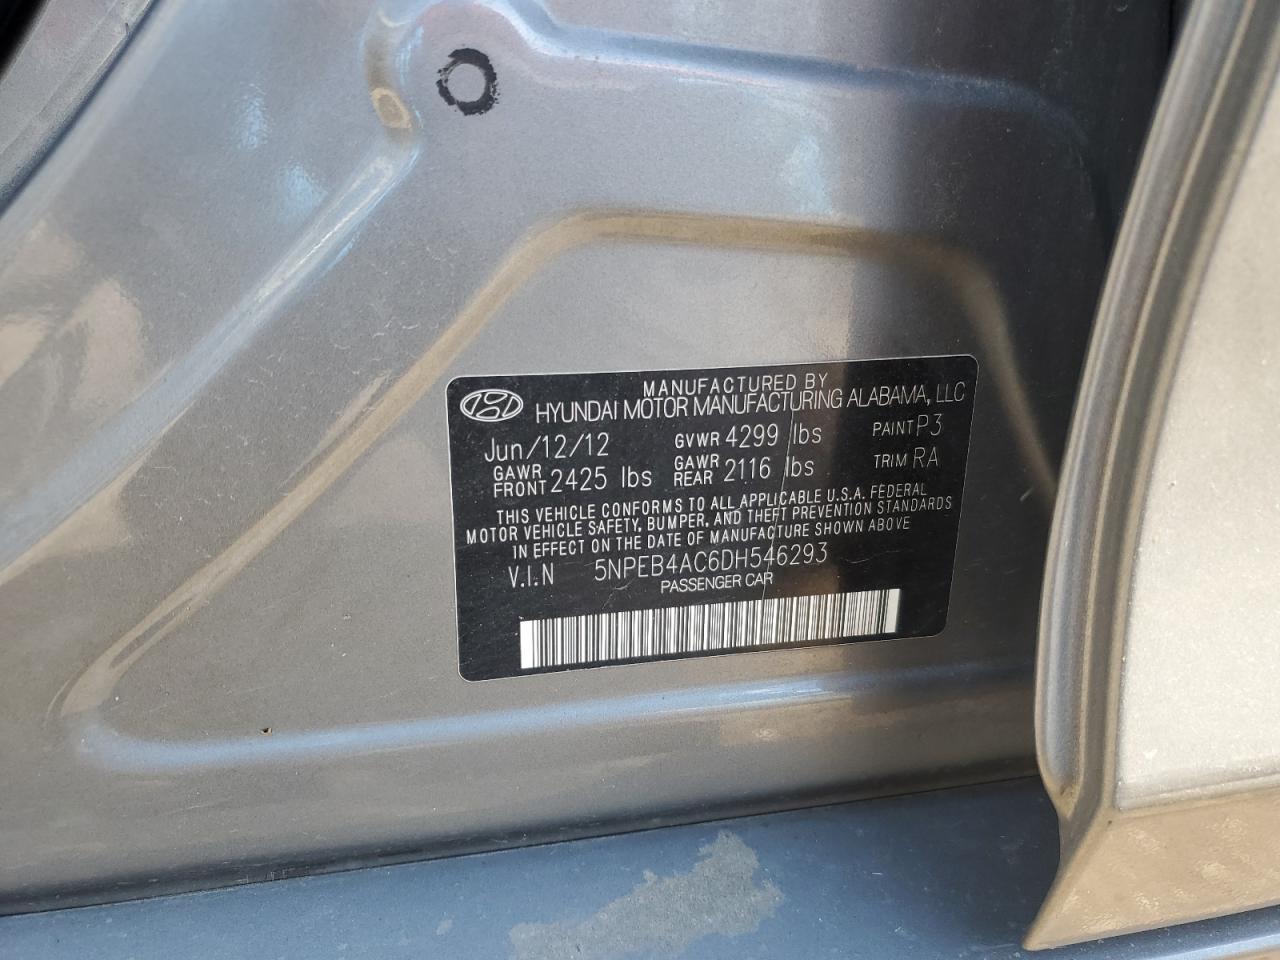 MANUFACTURED BY
HYUNDAI MOTOR MANUFACTURING ALABAMA, LLC
Jun/12/12 GVWR 4299 lbs PAINT P3
GAWR FRONT 2425 lbs GAWR REAR 2116 lbs TRIM RA
THIS VEHICLE CONFORMS TO ALL APPLICABLE U.S.A. FEDERAL
MOTOR VEHICLE SAFETY, BUMPER, AND THEFT PREVENTION STANDARDS
IN EFFECT ON THE DATE OF MANUFACTURE SHOWN ABOVE
V.I.N 5NPEB4AC6DH546293
PASSENGER CAR